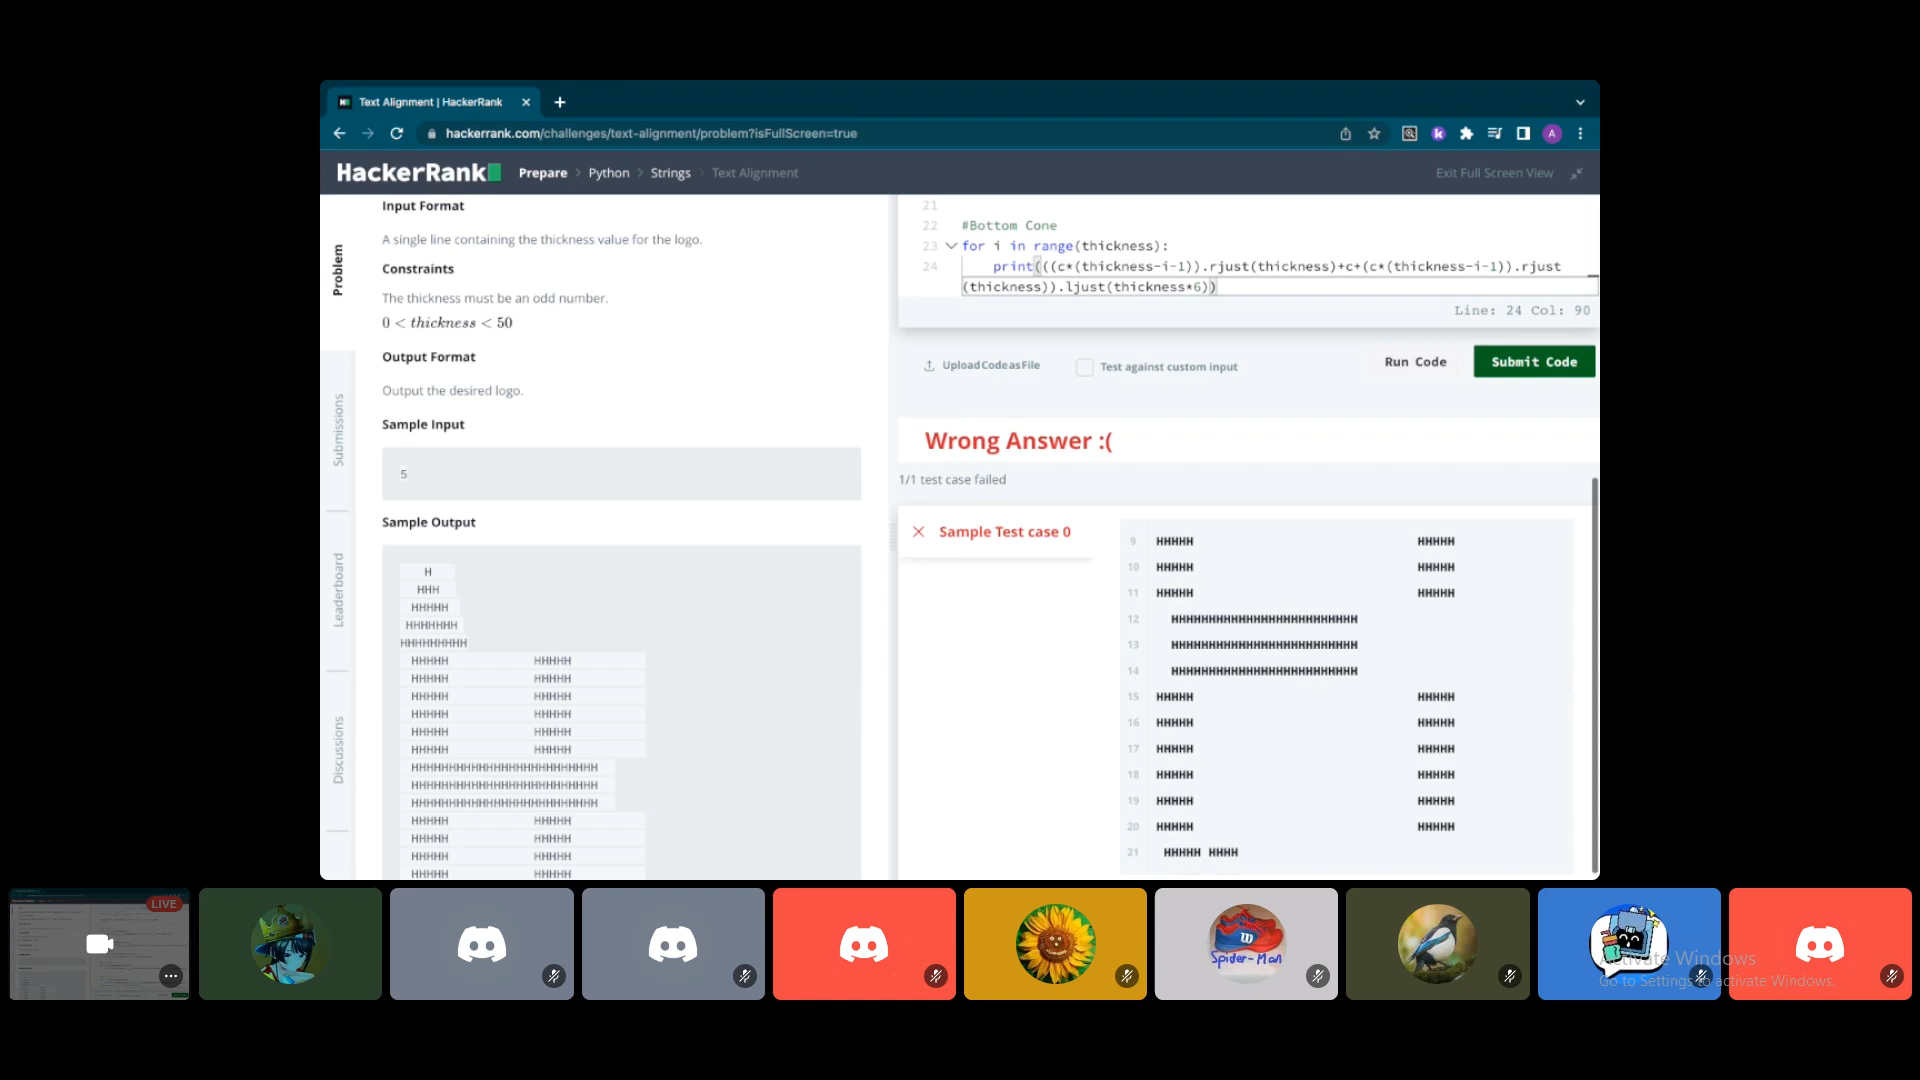 Text Alignment | HackerRank
hackerrank.com/challenges/text-alignment/problem?isFullScreen=true
A
HackerRank
Prepare > Python > Strings > Text Alignment
Exit Full Screen View
Problem
Submissions
Leaderboard
Discussions
Input Format
A single line containing the thickness value for the logo.
Constraints
The thickness must be an odd number.
0 < thickness < 50
Output Format
Output the desired logo.
Sample Input
5
Sample Output
H
HHH
HHHHH
HHHHHHH
HHHHHHHHH
HHHHH HHHHH
HHHHH HHHHH
HHHHH HHHHH
HHHHH HHHHH
HHHHH HHHHH
HHHHH HHHHH
HHHHHHHHHHHHHHHHHHHHHHHHH
HHHHHHHHHHHHHHHHHHHHHHHHH
HHHHHHHHHHHHHHHHHHHHHHHHH
HHHHH HHHHH
HHHHH HHHHH
HHHHH HHHHH
HHHHH HHHHH
21
22 #Bottom Cone
23 for i in range(thickness):
24 print(((c*(thickness-i-1)).rjust(thickness)+c+(c*(thickness-i-1)).rjust
(thickness)).ljust(thickness*6))
Line: 24 Col: 90
Upload Code as File
Test against custom input
Run Code
Submit Code
Wrong Answer :(
1/1 test case failed
Sample Test case 0
9 HHHHH HHHHH
10 HHHHH HHHHH
11 HHHHH HHHHH
12 HHHHHHHHHHHHHHHHHHHHHHHHH
13 HHHHHHHHHHHHHHHHHHHHHHHHH
14 HHHHHHHHHHHHHHHHHHHHHHHHH
15 HHHHH HHHHH
16 HHHHH HHHHH
17 HHHHH HHHHH
18 HHHHH HHHHH
19 HHHHH HHHHH
20 HHHHH HHHHH
21 HHHHH HHHH
LIVE
W
Spider-Man
Activate Windows
Go to Settings to activate Windows.